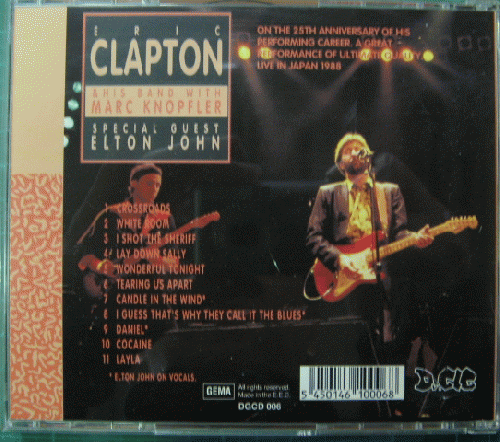 ERIC
CLAPTON
& HIS BAND WITH
MARC KNOPFLER
SPECIAL GUEST
ELTON JOHN
ON THE 25TH ANNIVERSARY OF HIS
PERFORMING CAREER. A GREAT
PERFORMANCE OF ULTIMATE QUALITY
LIVE IN JAPAN 1988
1 CROSSROADS
2 WHITE ROOM
3 I SHOT THE SHERIFF
4 LAY DOWN SALLY
5 WONDERFUL TONIGHT
6 TEARING US APART
7 CANDLE IN THE WIND*
8 I GUESS THAT'S WHY THEY CALL IT THE BLUES*
9 DANIEL*
10 COCAINE
11 LAYLA
* ELTON JOHN ON VOCALS.
GEMA
All rights reserved.
Made in the E.E.C.
DGCD 006
5 450146 100068